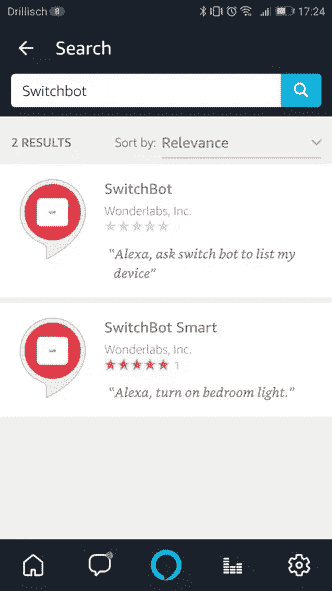 Drillisch 8 17:24
Search
Switchbot
2 RESULTS Sort by: Relevance
SwitchBot
Wonderlabs, Inc.
"Alexa, ask switch bot to list my
device"
SwitchBot Smart
Wonderlabs, Inc.
1
"Alexa, turn on bedroom light."